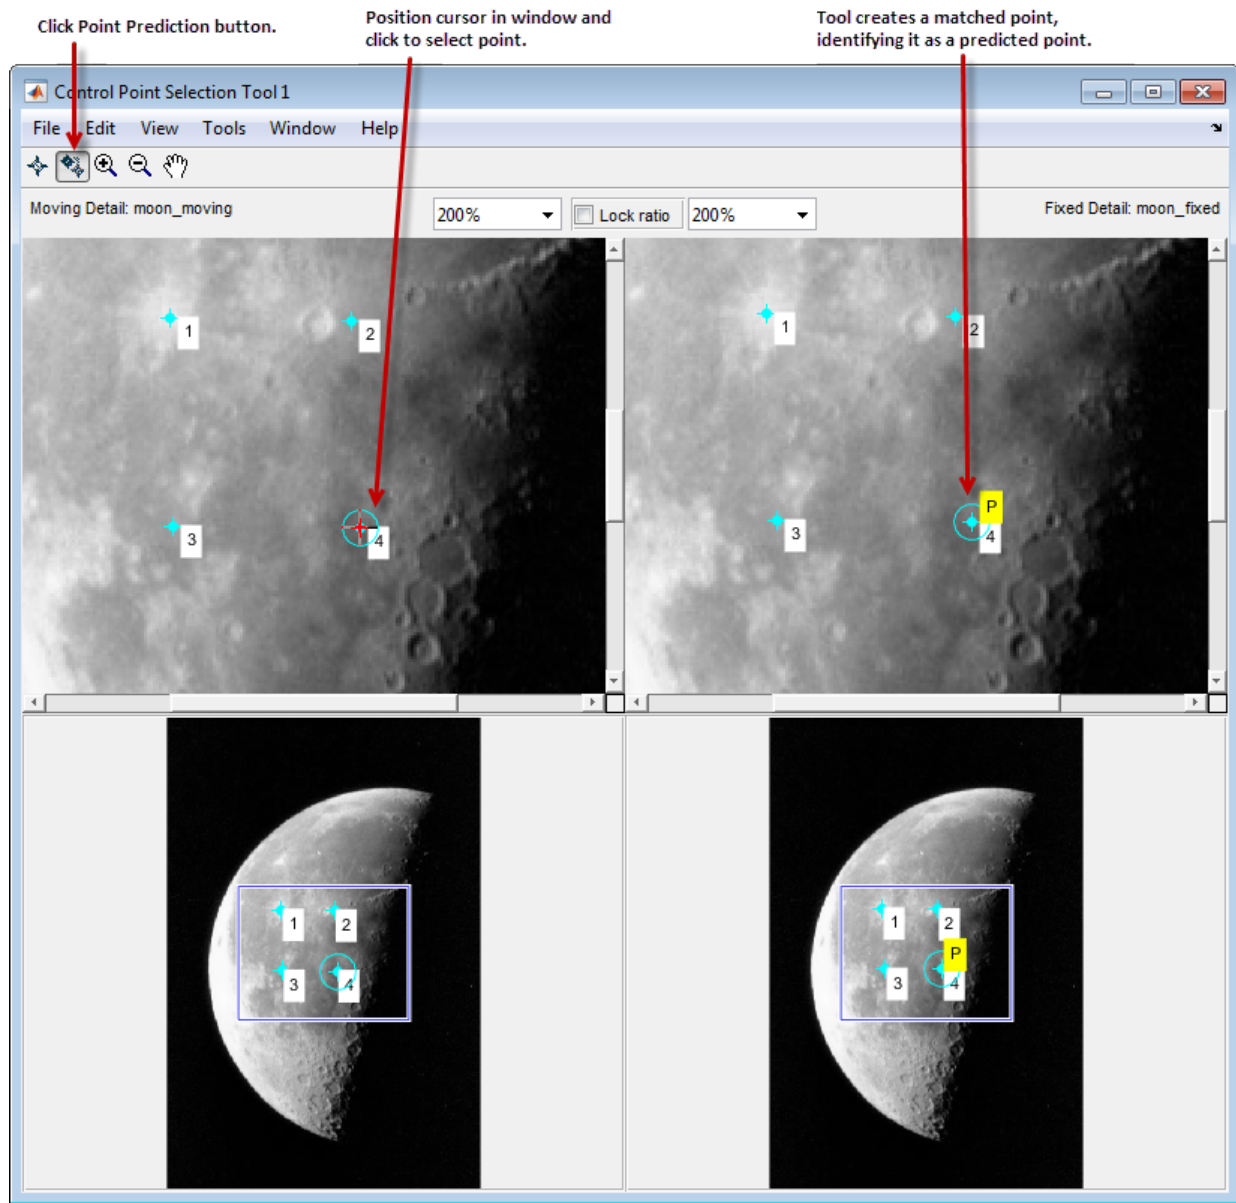 Click Point Prediction button.
Position cursor in window and
click to select point.
Tool creates a matched point,
identifying it as a predicted point.
Control Point Selection Tool 1
File Edit View Tools Window Help
Moving Detail: moon_moving
200%
Lock ratio
200%
Fixed Detail: moon_fixed
1
2
3
4
1
2
3
P
4
1
2
3
4
1
2
P
3
4